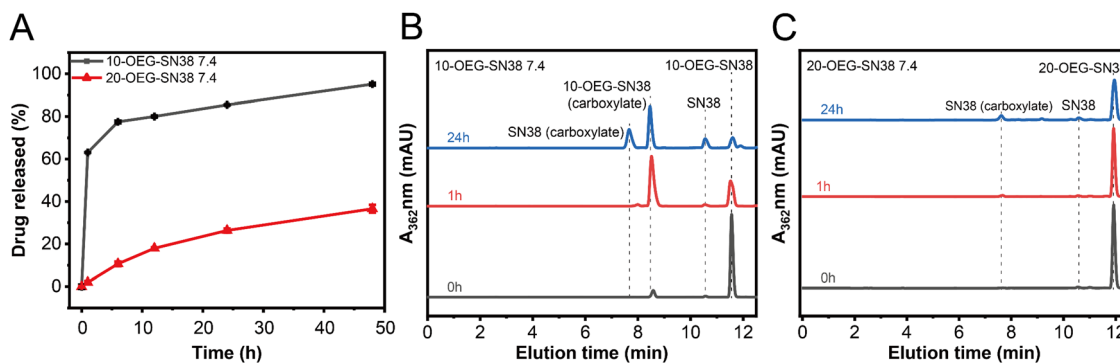 A
Drug released (%)
100
80
60
40
20
0
10-OEG-SN38 7.4
20-OEG-SN38 7.4
0 10 20 30 40 50
Time (h)
B
A362nm (mAU)
10-OEG-SN38 7.4
10-OEG-SN38
10-OEG-SN38
(carboxylate)
SN38
SN38 (carboxylate)
24h
1h
0h
0 2 4 6 8 10 12
Elution time (min)
C
A362nm (mAU)
20-OEG-SN38 7.4
20-OEG-SN3
SN38 (carboxylate)
SN38
24h
1h
0h
0 2 4 6 8 10 12
Elution time (min)